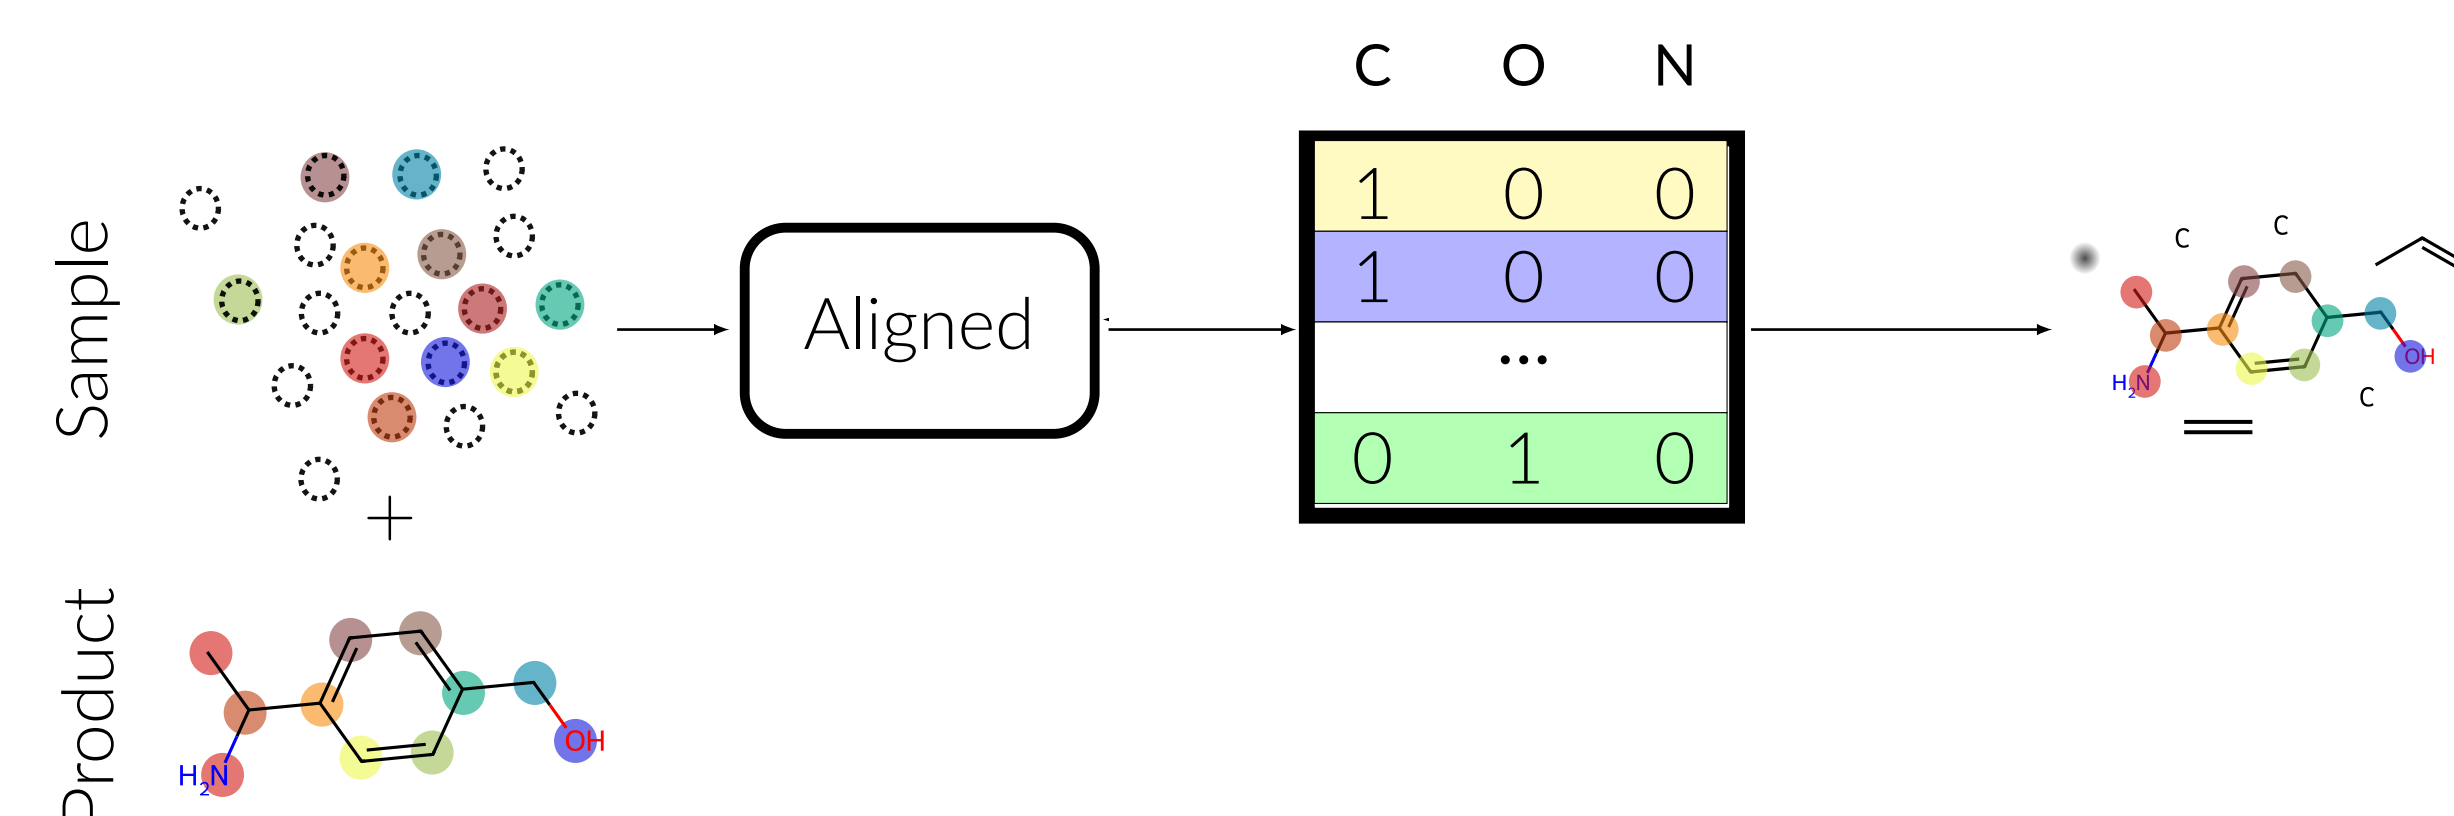 Sample
+
Product
H2N
OH
Aligned
C O N
1 0 0
1 0 0
...
0 1 0
C
C
H2N
OH
C